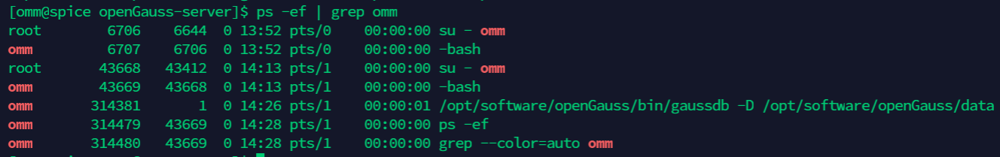 [omm@spice openGauss-server]$ ps -ef | grep omm
root        6706    6644  0 13:52 pts/0    00:00:00 su - omm
omm         6707    6706  0 13:52 pts/0    00:00:00 -bash
root       43668   43412  0 14:13 pts/1    00:00:00 su - omm
omm        43669   43668  0 14:13 pts/1    00:00:00 -bash
omm       314381       1  0 14:26 pts/1    00:00:01 /opt/software/openGauss/bin/gaussdb -D /opt/software/openGauss/data
omm       314479   43669  0 14:28 pts/1    00:00:00 ps -ef
omm       314480   43669  0 14:28 pts/1    00:00:00 grep --color=auto omm